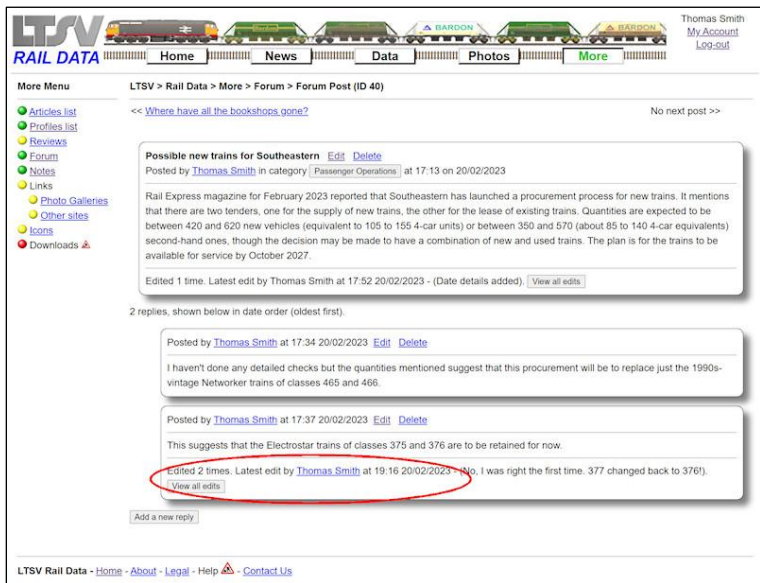 LTSV
RAIL DATA
BARDON
BARDON
Thomas Smith
My Account
Log-out
Home
News
Data
Photos
More
More Menu
Articles list
Profiles list
Reviews
Forum
Notes
Links
Photo Galleries
Other sites
Icons
Downloads
LTSV > Rail Data > More > Forum > Forum Post (ID 40)
<< Where have all the bookshops gone?
No next post >>
Possible new trains for Southeastern Edit Delete
Posted by Thomas Smith in category Passenger Operations at 17:13 on 20/02/2023
Rail Express magazine for February 2023 reported that Southeastern has launched a procurement process for new trains. It mentions
that there are two tenders, one for the supply of new trains, the other for the lease of existing trains. Quantities are expected to be
between 420 and 620 new vehicles (equivalent to 105 to 155 4-car units) or between 350 and 570 (about 85 to 140 4-car equivalents)
second-hand ones, though the decision may be made to have a combination of new and used trains. The plan is for the trains to be
available for service by October 2027.
Edited 1 time. Latest edit by Thomas Smith at 17:52 20/02/2023 - (Date details added). View all edits
2 replies, shown below in date order (oldest first).
Posted by Thomas Smith at 17:34 20/02/2023 Edit Delete
I haven't done any detailed checks but the quantities mentioned suggest that this procurement will be to replace just the 1990s-
vintage Networker trains of classes 465 and 466.
Posted by Thomas Smith at 17:37 20/02/2023 Edit Delete
This suggests that the Electrostar trains of classes 375 and 376 are to be retained for now.
Edited 2 times. Latest edit by Thomas Smith at 19:16 20/02/2023 - (No, I was right the first time. 377 changed back to 376!).
View all edits
Add a new reply
LTSV Rail Data - Home - About - Legal - Help - Contact Us